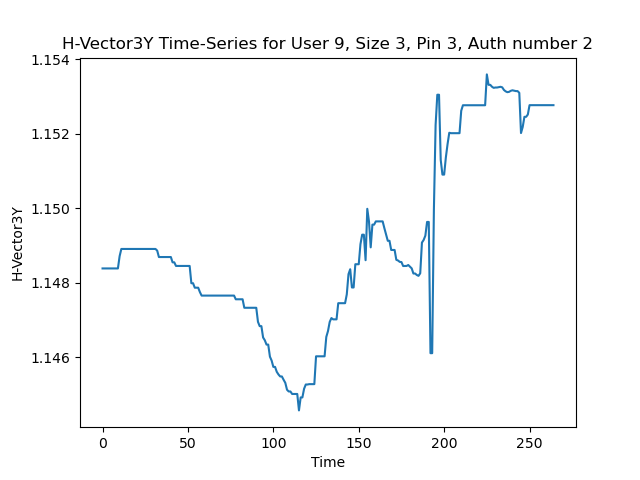 H-Vector3Y Time-Series for User 9, Size 3, Pin 3, Auth number 2
1.154
1.152
1.150
1.148
1.146
H-Vector3Y
0 50 100 150 200 250
Time